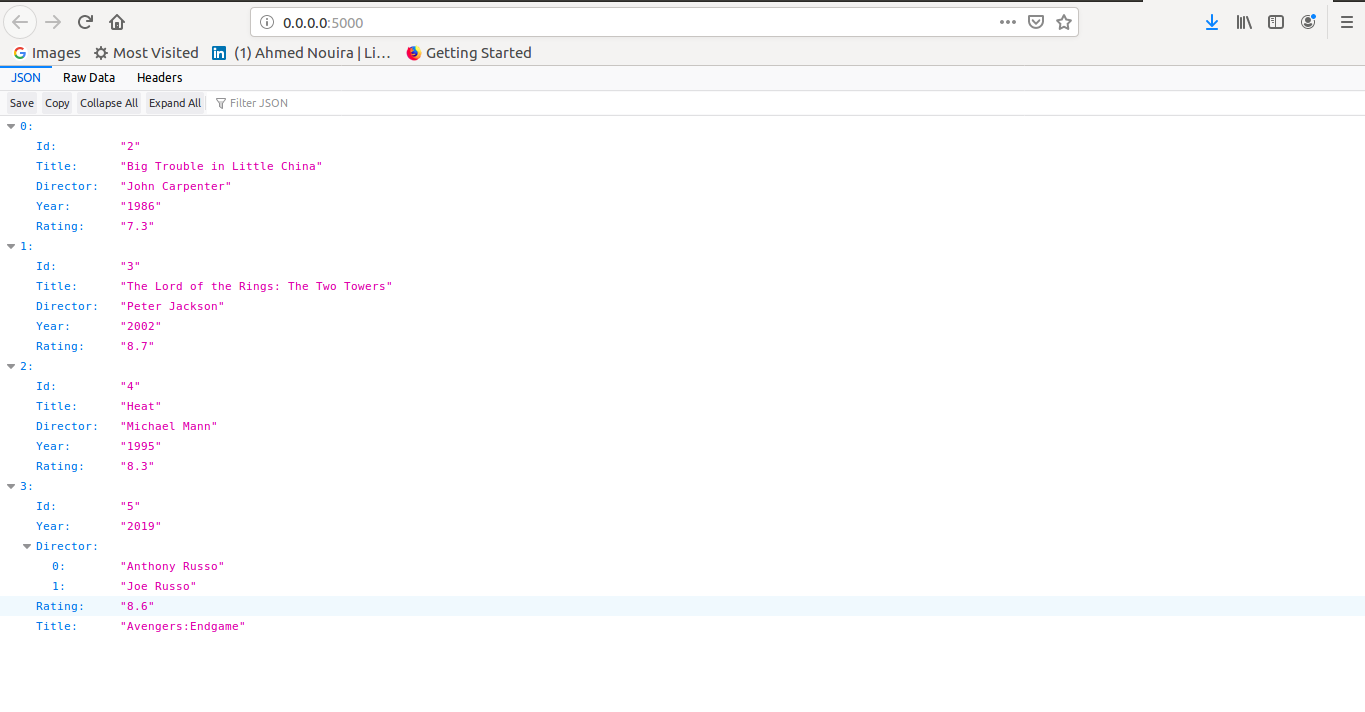 0.0.0.0:5000
Images Most Visited (1) Ahmed Nouira | Li... Getting Started
JSON Raw Data Headers
Save Copy Collapse All Expand All Filter JSON
0:
Id: "2"
Title: "Big Trouble in Little China"
Director: "John Carpenter"
Year: "1986"
Rating: "7.3"
1:
Id: "3"
Title: "The Lord of the Rings: The Two Towers"
Director: "Peter Jackson"
Year: "2002"
Rating: "8.7"
2:
Id: "4"
Title: "Heat"
Director: "Michael Mann"
Year: "1995"
Rating: "8.3"
3:
Id: "5"
Year: "2019"
Director:
0: "Anthony Russo"
1: "Joe Russo"
Rating: "8.6"
Title: "Avengers:Endgame"